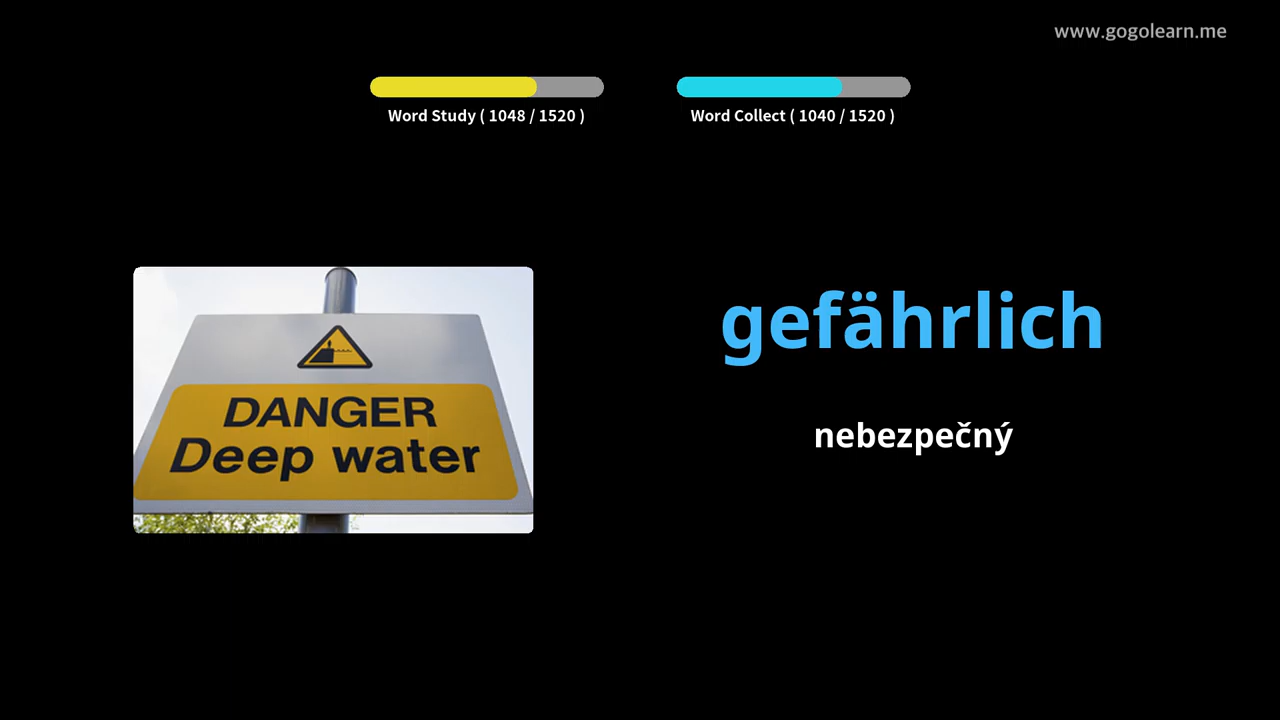 www.gogolearn.me
Word Study ( 1048 / 1520 )
Word Collect ( 1040 / 1520 )
DANGER
Deep water
gefährlich
nebezpečný